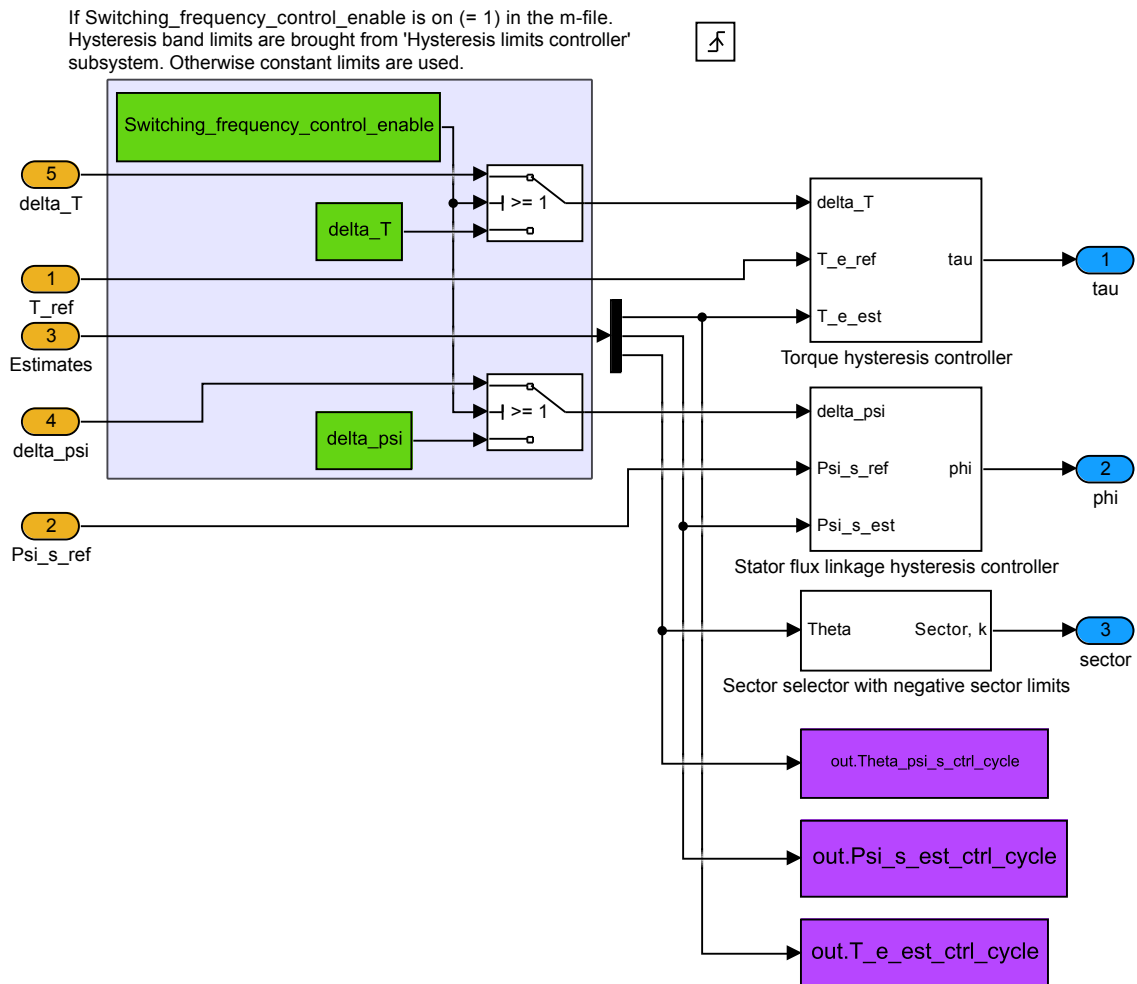 If Switching_frequency_control_enable is on (= 1) in the m-file.
Hysteresis band limits are brought from 'Hysteresis limits controller'
subsystem. Otherwise constant limits are used.
Switching_frequency_control_enable
5
delta_T
>= 1
delta_T
1
T_ref
3
Estimates
4
delta_psi
>= 1
delta_psi
2
Psi_s_ref
delta_T
T_e_ref
tau
T_e_est
Torque hysteresis controller
1
tau
delta_psi
Psi_s_ref
phi
Psi_s_est
Stator flux linkage hysteresis controller
2
phi
Theta
Sector, k
Sector selector with negative sector limits
3
sector
out.Theta_psi_s_ctrl_cycle
out.Psi_s_est_ctrl_cycle
out.T_e_est_ctrl_cycle